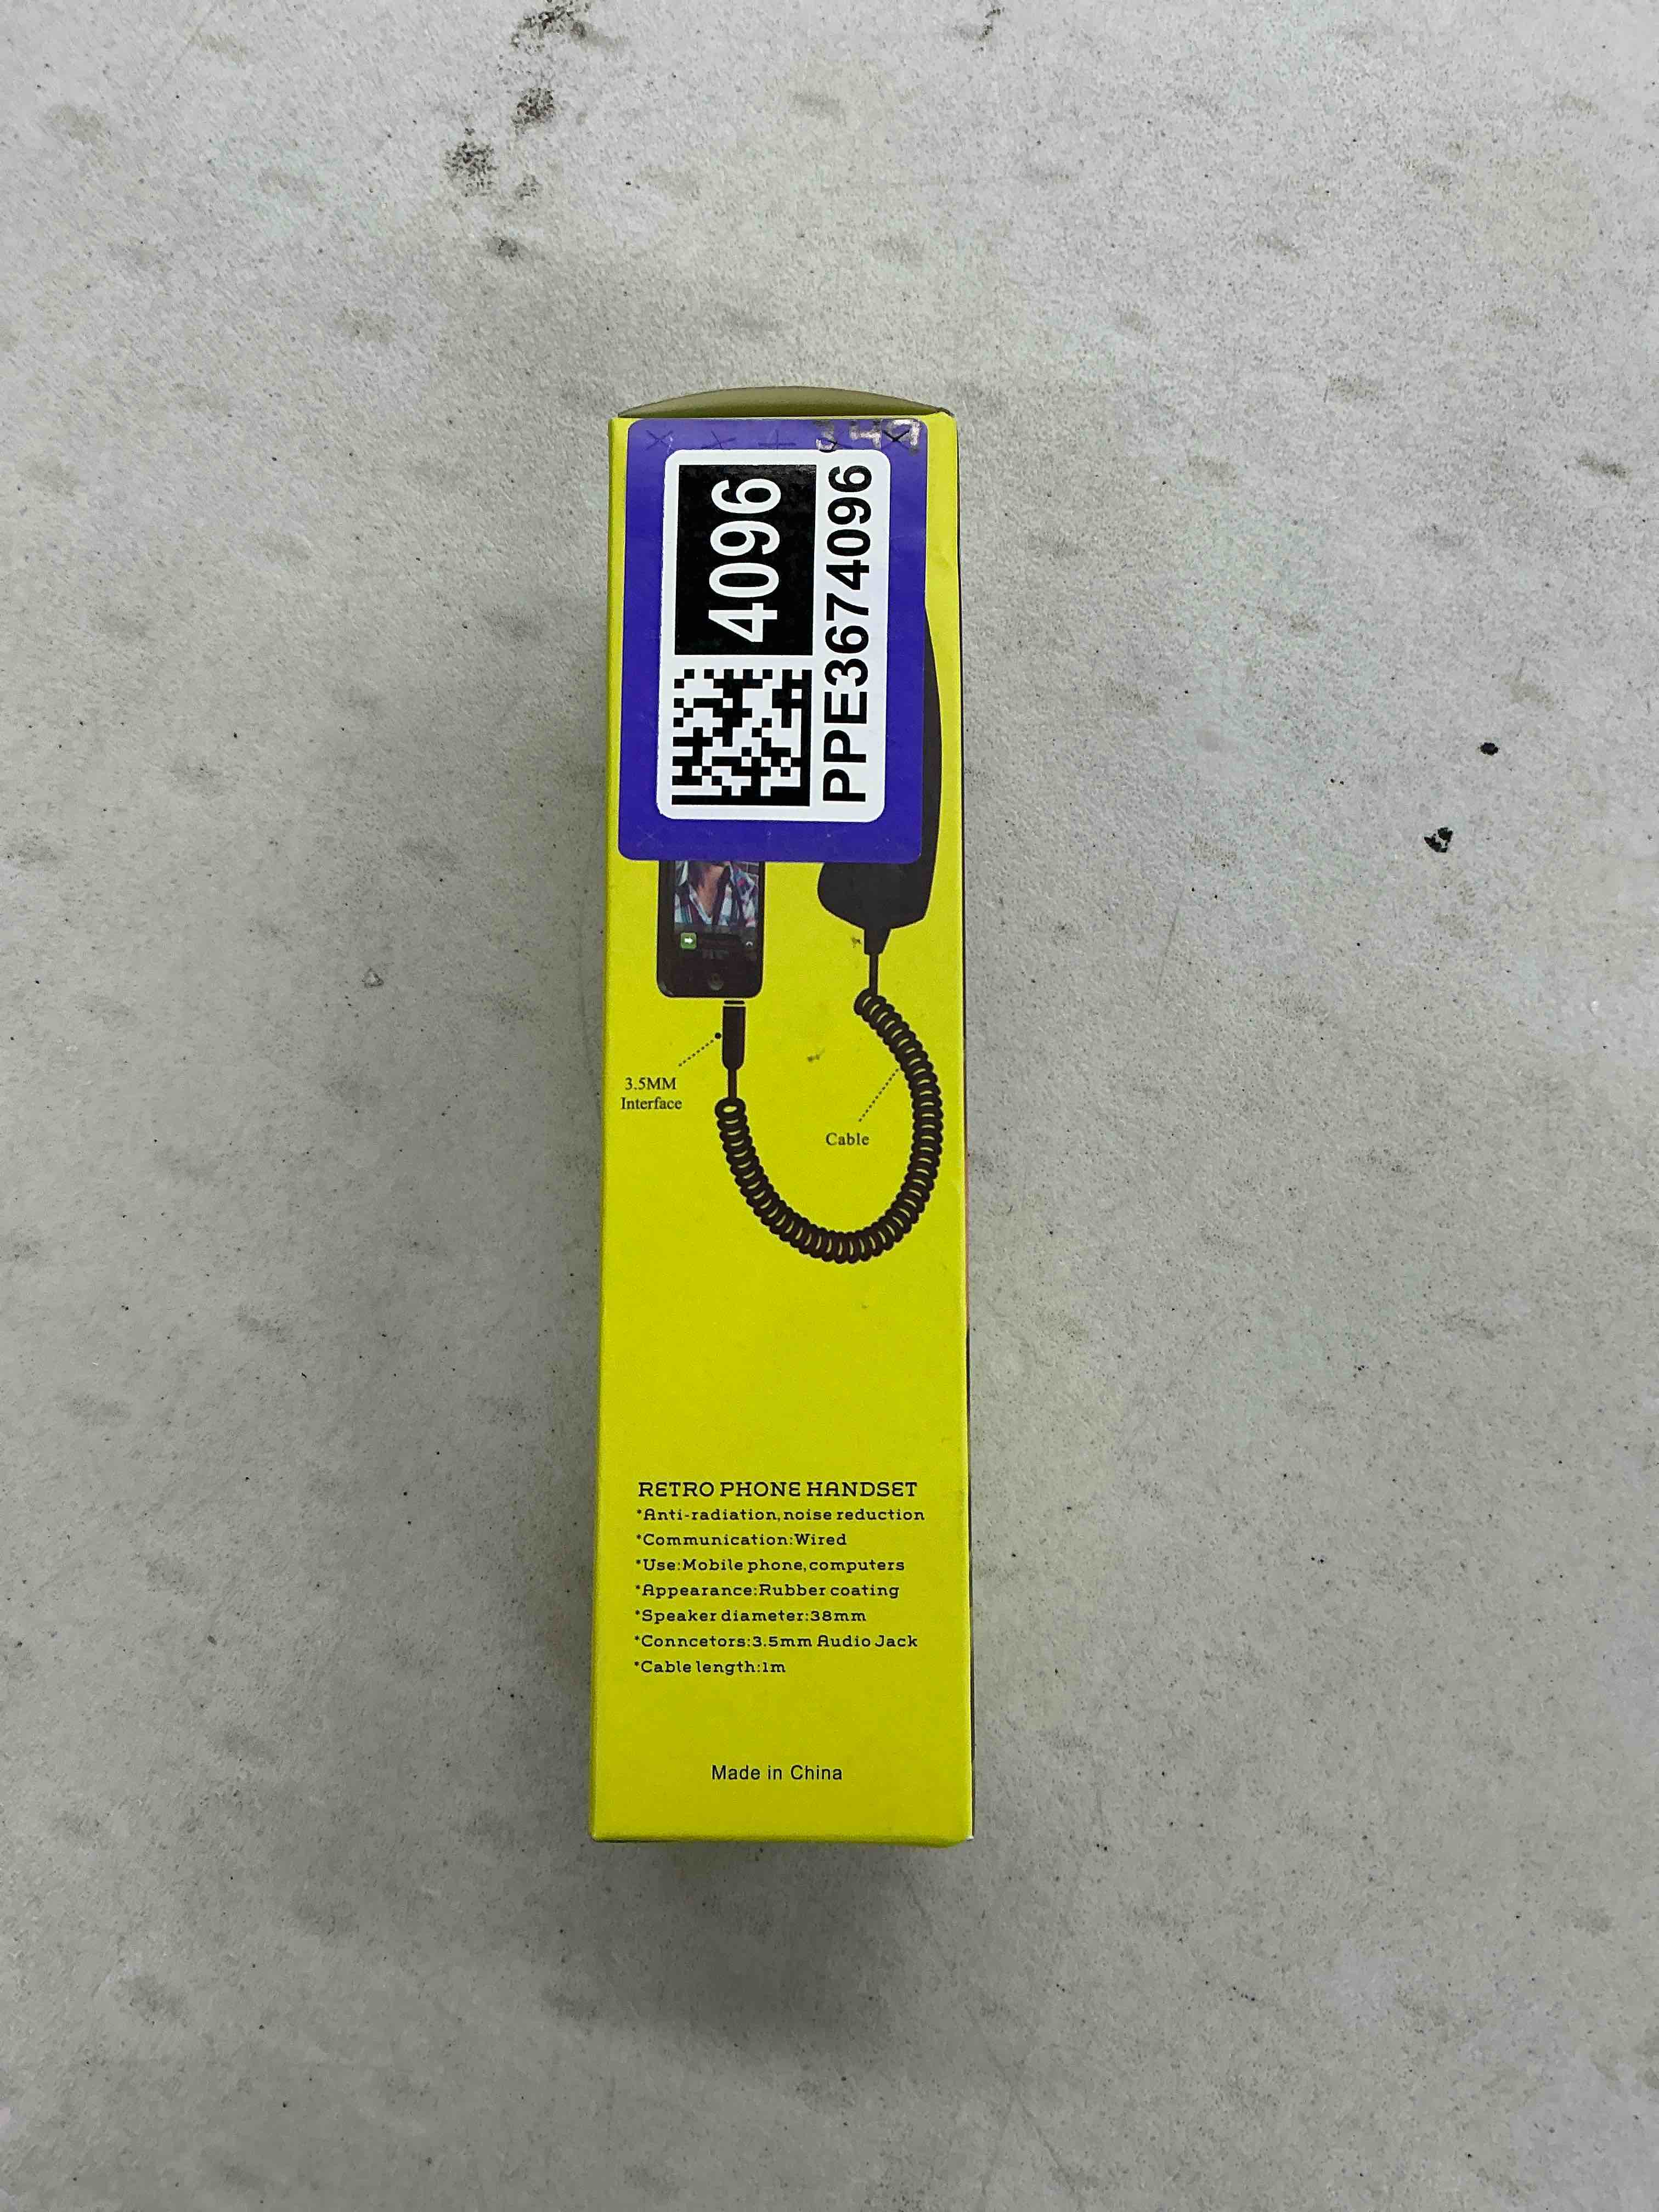 4096
PPE3674096
3.5MM
Interface
Cable
RETRO PHONE HANDSET
*Anti-radiation,noise reduction
*Communication:Wired
*Use:Mobile phone,computers
*Appearance:Rubber coating
*Speaker diameter:38mm
*Conncetors:3.5mm Audio Jack
*Cable length:1m
Made in China